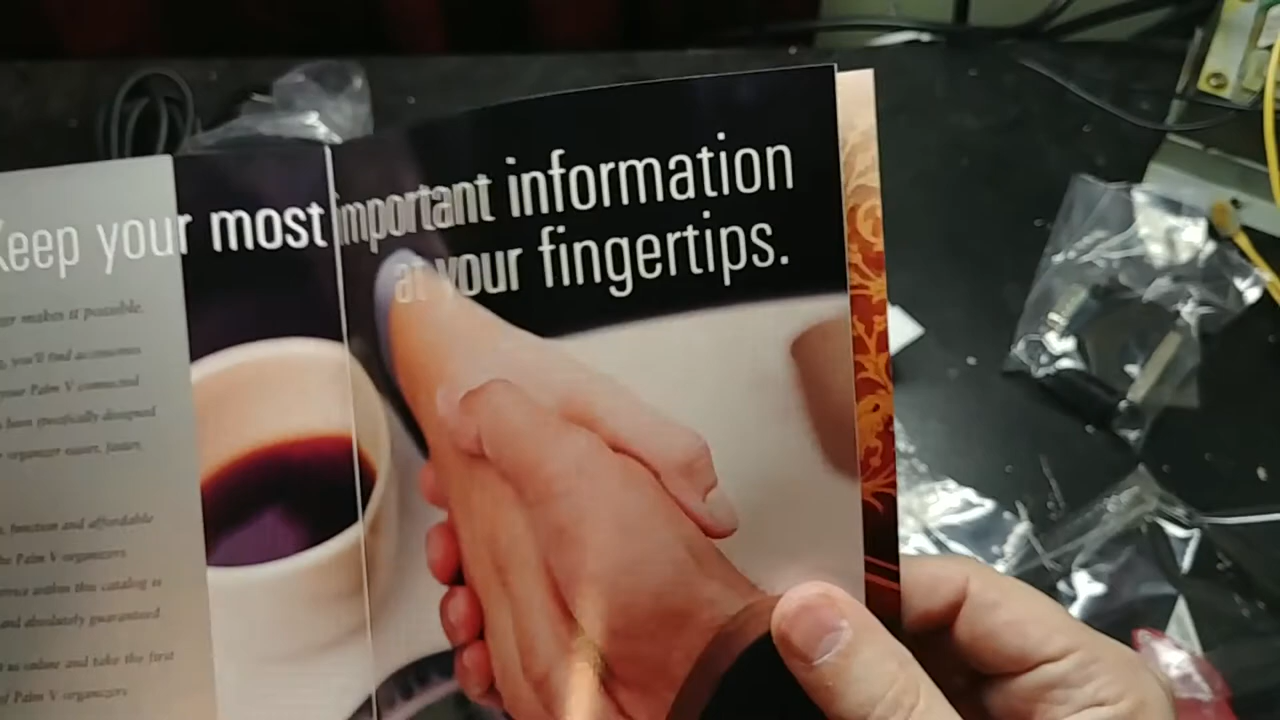 Keep your most important information
at your fingertips.
er makes it possible.
you'll find accessories
your Palm V connected
been specifically designed
organizer easier, faster,
function and affordable
the Palm V organizers
within this catalog is
and absolutely guaranteed
us online and take the first
of Palm V organizers